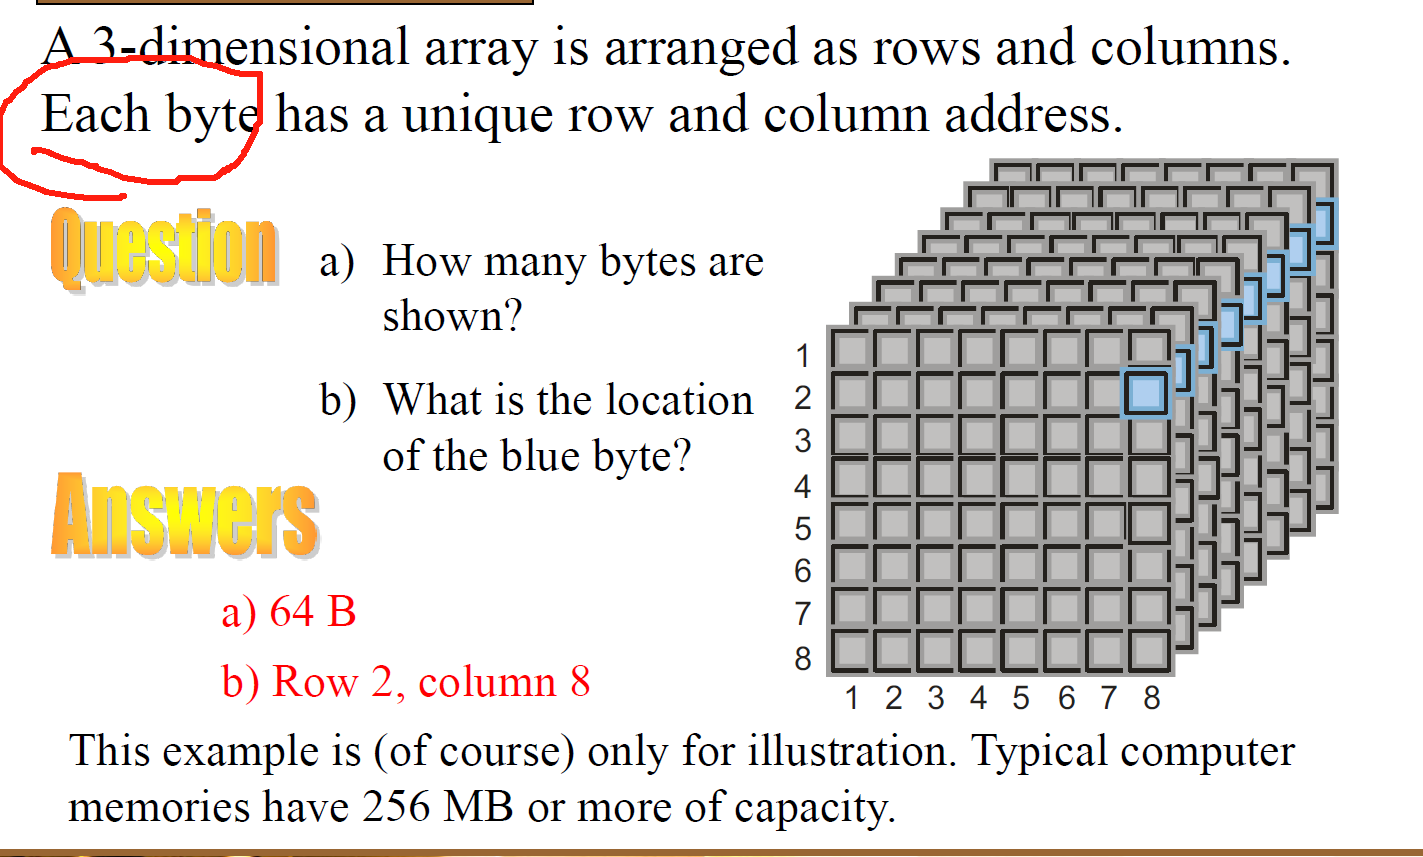 A 3-dimensional array is arranged as rows and columns.
Each byte has a unique row and column address.
Question
a) How many bytes are
shown?
b) What is the location
of the blue byte?
Answers
a) 64 B
b) Row 2, column 8
1
2
3
4
5
6
7
8
1 2 3 4 5 6 7 8
This example is (of course) only for illustration. Typical computer
memories have 256 MB or more of capacity.